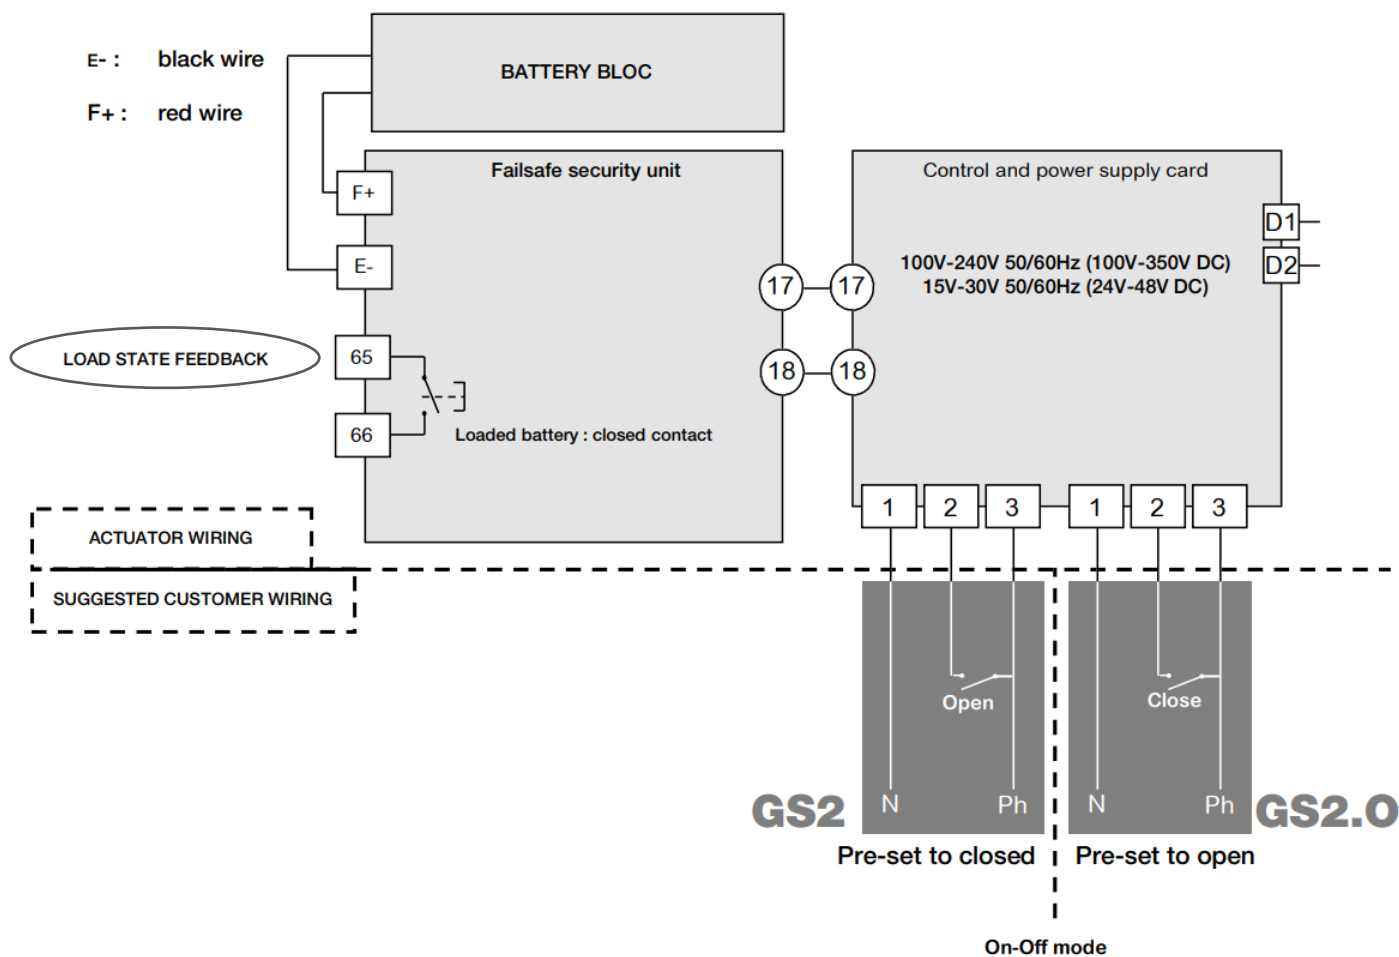 E- : black wire
F+ : red wire
BATTERY BLOC
Failsafe security unit
F+
E-
LOAD STATE FEEDBACK
65
66
Loaded battery : closed contact
17
18
Control and power supply card
100V-240V 50/60Hz (100V-350V DC)
15V-30V 50/60Hz (24V-48V DC)
D1
D2
17
18
1 2 3 1 2 3
ACTUATOR WIRING
SUGGESTED CUSTOMER WIRING
Open
Close
GS2 N Ph N Ph GS2.O
Pre-set to closed
Pre-set to open
On-Off mode